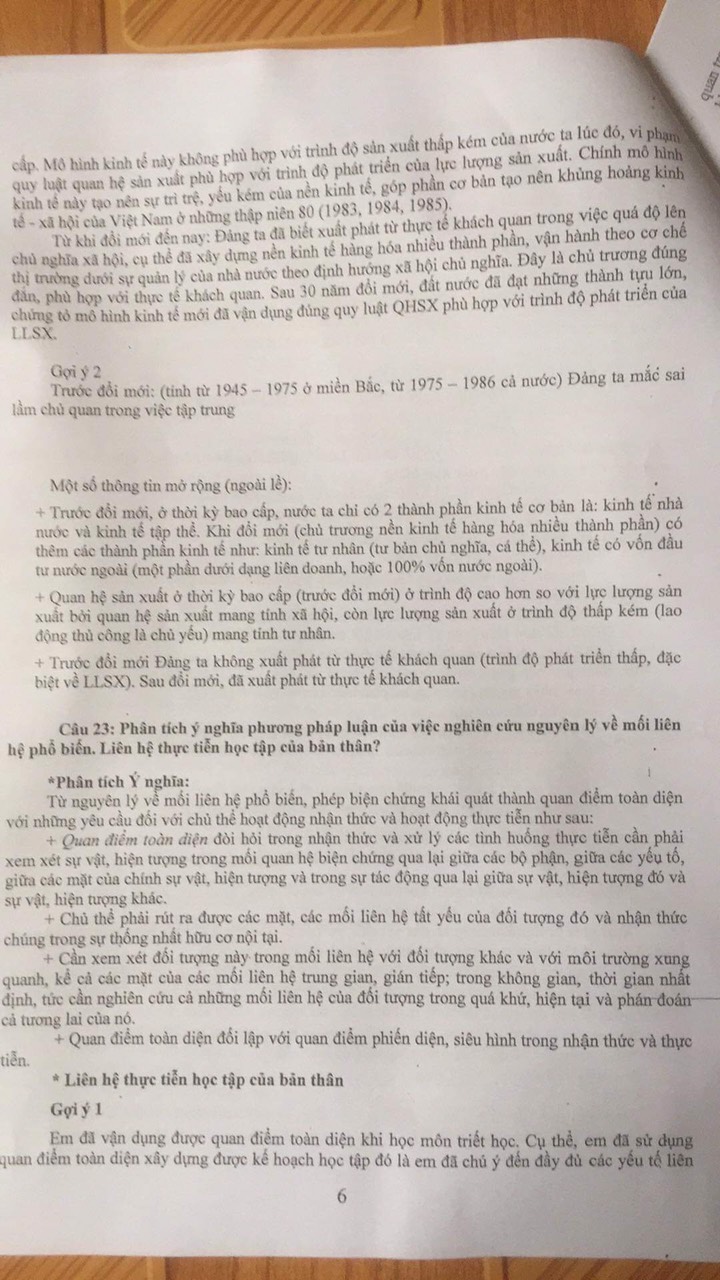 cấp. Mô hình kinh tế này không phù hợp với trình độ sản xuất thấp kém của nước ta lúc đó, vi phạm
quy luật quan hệ sản xuất phù hợp với trình độ phát triển của lực lượng sản xuất. Chính mô hình
kinh tế này tạo nên sự trì trệ, yếu kém của nền kinh tế, góp phần cơ bản tạo nên khủng hoảng kinh
tế - xã hội của Việt Nam ở những thập niên 80 (1983, 1984, 1985).
Từ khi đổi mới đến nay: Đảng ta đã biết xuất phát từ thực tế khách quan trong việc quá độ lên
chủ nghĩa xã hội, cụ thể đã xây dựng nền kinh tế hàng hóa nhiều thành phần, vận hành theo cơ chế
thị trường dưới sự quản lý của nhà nước theo định hướng xã hội chủ nghĩa. Đây là chủ trương đúng
đắn, phù hợp với thực tế khách quan. Sau 30 năm đổi mới, đất nước đã đạt những thành tựu lớn,
chứng tỏ mô hình kinh tế mới đã vận dụng đúng quy luật QHSX phù hợp với trình độ phát triển của
LLSX.
Gợi ý 2
Trước đổi mới: (tính từ 1945 – 1975 ở miền Bắc, từ 1975 – 1986 cả nước) Đảng ta mắc sai
lầm chủ quan trong việc tập trung
Một số thông tin mở rộng (ngoài lề):
+ Trước đổi mới, ở thời kỳ bao cấp, nước ta chỉ có 2 thành phần kinh tế cơ bản là: kinh tế nhà
nước và kinh tế tập thể. Khi đổi mới (chủ trương nền kinh tế hàng hóa nhiều thành phần) có
thêm các thành phần kinh tế như: kinh tế tư nhân (tư bản chủ nghĩa, cá thể), kinh tế có vốn đầu
tư nước ngoài (một phần dưới dạng liên doanh, hoặc 100% vốn nước ngoài).
+ Quan hệ sản xuất ở thời kỳ bao cấp (trước đổi mới) ở trình độ cao hơn so với lực lượng sản
xuất bởi quan hệ sản xuất mang tính xã hội, còn lực lượng sản xuất ở trình độ thấp kém (lao
động thủ công là chủ yếu) mang tính tư nhân.
+ Trước đổi mới Đảng ta không xuất phát từ thực tế khách quan (trình độ phát triển thấp, đặc
biệt về LLSX). Sau đổi mới, đã xuất phát từ thực tế khách quan.
Câu 23: Phân tích ý nghĩa phương pháp luận của việc nghiên cứu nguyên lý về mối liên
hệ phổ biến. Liên hệ thực tiễn học tập của bản thân?
*Phân tích Ý nghĩa:
Từ nguyên lý về mối liên hệ phổ biến, phép biện chứng khái quát thành quan điểm toàn diện
với những yêu cầu đối với chủ thể hoạt động nhận thức và hoạt động thực tiễn như sau:
+ Quan điểm toàn diện đòi hỏi trong nhận thức và xử lý các tình huống thực tiễn cần phải
xem xét sự vật, hiện tượng trong mối quan hệ biện chứng qua lại giữa các bộ phận, giữa các yếu tố,
giữa các mặt của chính sự vật, hiện tượng và trong sự tác động qua lại giữa sự vật, hiện tượng đó và
sự vật, hiện tượng khác.
+ Chủ thể phải rút ra được các mặt, các mối liên hệ tất yếu của đối tượng đó và nhận thức
chúng trong sự thống nhất hữu cơ nội tại.
+ Cần xem xét đối tượng này trong mối liên hệ với đối tượng khác và với môi trường xung
quanh, kể cả các mặt của các mối liên hệ trung gian, gián tiếp; trong không gian, thời gian nhất
định, tức cần nghiên cứu cả những mối liên hệ của đối tượng trong quá khứ, hiện tại và phán đoán
cả tương lai của nó.
+ Quan điểm toàn diện đối lập với quan điểm phiến diện, siêu hình trong nhận thức và thực
tiễn.
* Liên hệ thực tiễn học tập của bản thân
Gợi ý 1
Em đã vận dụng được quan điểm toàn diện khi học môn triết học. Cụ thể, em đã sử dụng
quan điểm toàn diện xây dựng được kế hoạch học tập đó là em đã chú ý đến đầy đủ các yếu tố liên
6
quan